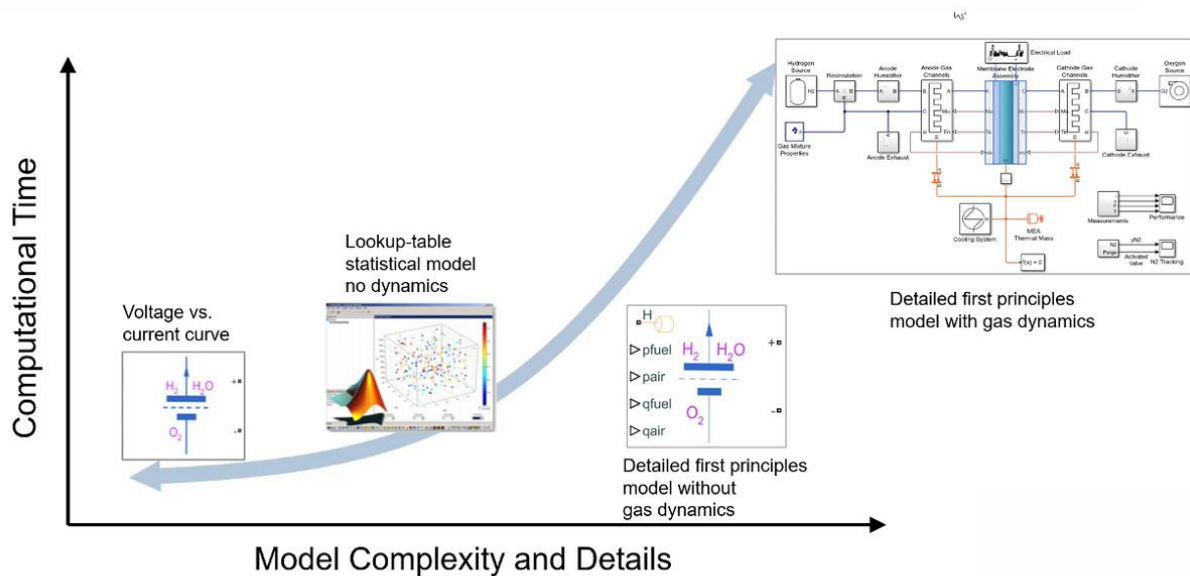 Computational Time
Model Complexity and Details
Voltage vs.
current curve
H2 H2O
O2
+
-
Lookup-table
statistical model
no dynamics
H
pfuel
pair
qfuel
qair
H2 H2O
O2
+
-
Detailed first principles
model without
gas dynamics
Electrical Load
Hydrogen
Source
H2
Recirculation
Anode
Humidifier
Anode Gas
Channels
Membrane Electrode
Assembly
Cathode Gas
Channels
Cathode
Humidifier
Oxygen
Source
O2
Gas Mixture
Properties
Anode Exhaust
Cathode Exhaust
Cooling System
MEA
Thermal Mass
f(x) = 0
Measurements
Performance
N2
Purge
yN2
Activated
Valve
N2 Tracking
Detailed first principles
model with gas dynamics